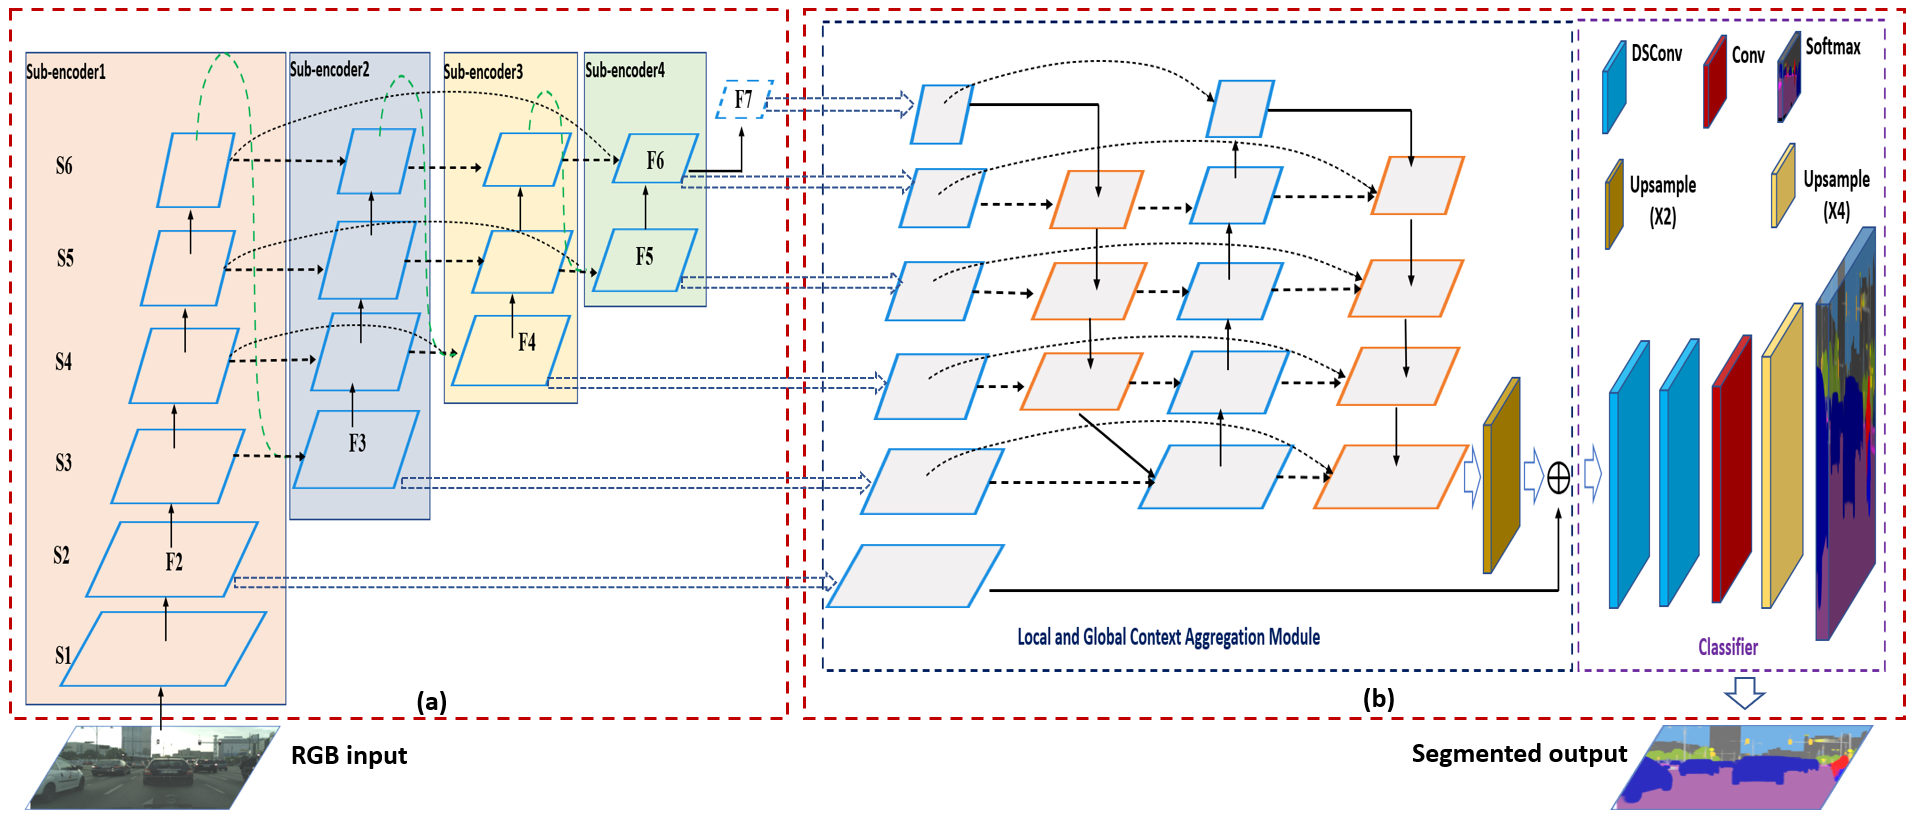 Sub-encoder1
Sub-encoder2
Sub-encoder3
Sub-encoder4
S6
S5
S4
S3
S2
S1
F2
F3
F4
F5
F6
F7
(a)
RGB input
Local and Global Context Aggregation Module
(b)
DSConv
Conv
Softmax
Upsample
(X2)
Upsample
(X4)
Classifier
Segmented output